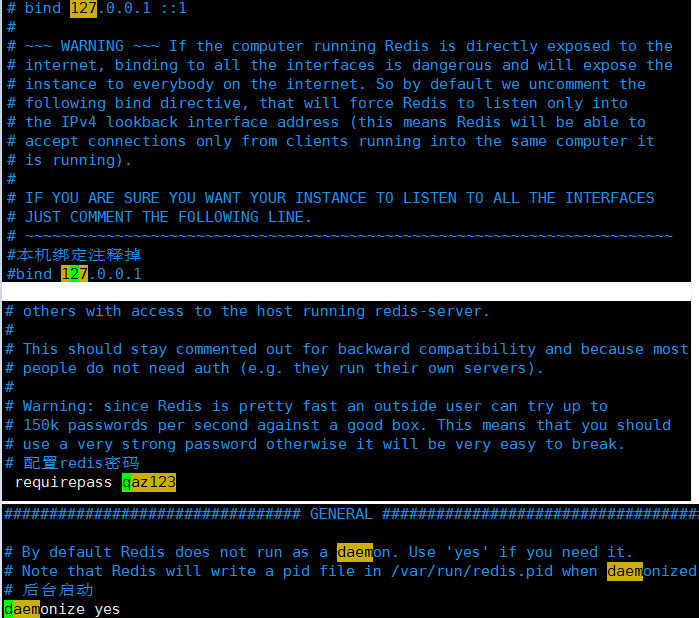 # bind 127.0.0.1 ::1
#
# ~~~ WARNING ~~~ If the computer running Redis is directly exposed to the
# internet, binding to all the interfaces is dangerous and will expose the
# instance to everybody on the internet. So by default we uncomment the
# following bind directive, that will force Redis to listen only into
# the IPv4 lookback interface address (this means Redis will be able to
# accept connections only from clients running into the same computer it
# is running).
#
# IF YOU ARE SURE YOU WANT YOUR INSTANCE TO LISTEN TO ALL THE INTERFACES
# JUST COMMENT THE FOLLOWING LINE.
# ~~~~~~~~~~~~~~~~~~~~~~~~~~~~~~~~~~~~~~~~~~~~~~~~~~~~~~~~~~~~~~~~~~~~~~~~
#本机绑定注释掉
#bind 127.0.0.1
# others with access to the host running redis-server.
#
# This should stay commented out for backward compatibility and because most
# people do not need auth (e.g. they run their own servers).
#
# Warning: since Redis is pretty fast an outside user can try up to
# 150k passwords per second against a good box. This means that you should
# use a very strong password otherwise it will be very easy to break.
# 配置redis密码
requirepass qaz123
################################# GENERAL ###################################
# By default Redis does not run as a daemon. Use 'yes' if you need it.
# Note that Redis will write a pid file in /var/run/redis.pid when daemonized
# 后台启动
daemonize yes